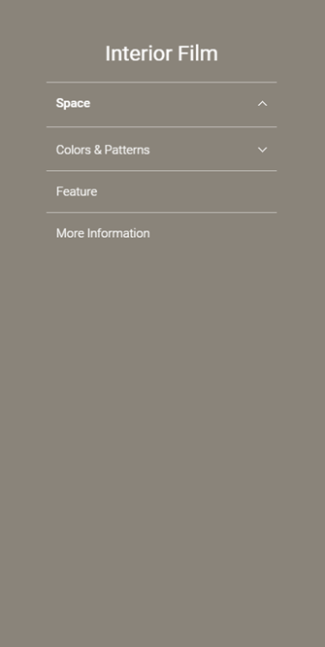 Interior Film
Space
Colors & Patterns
Feature
More Information